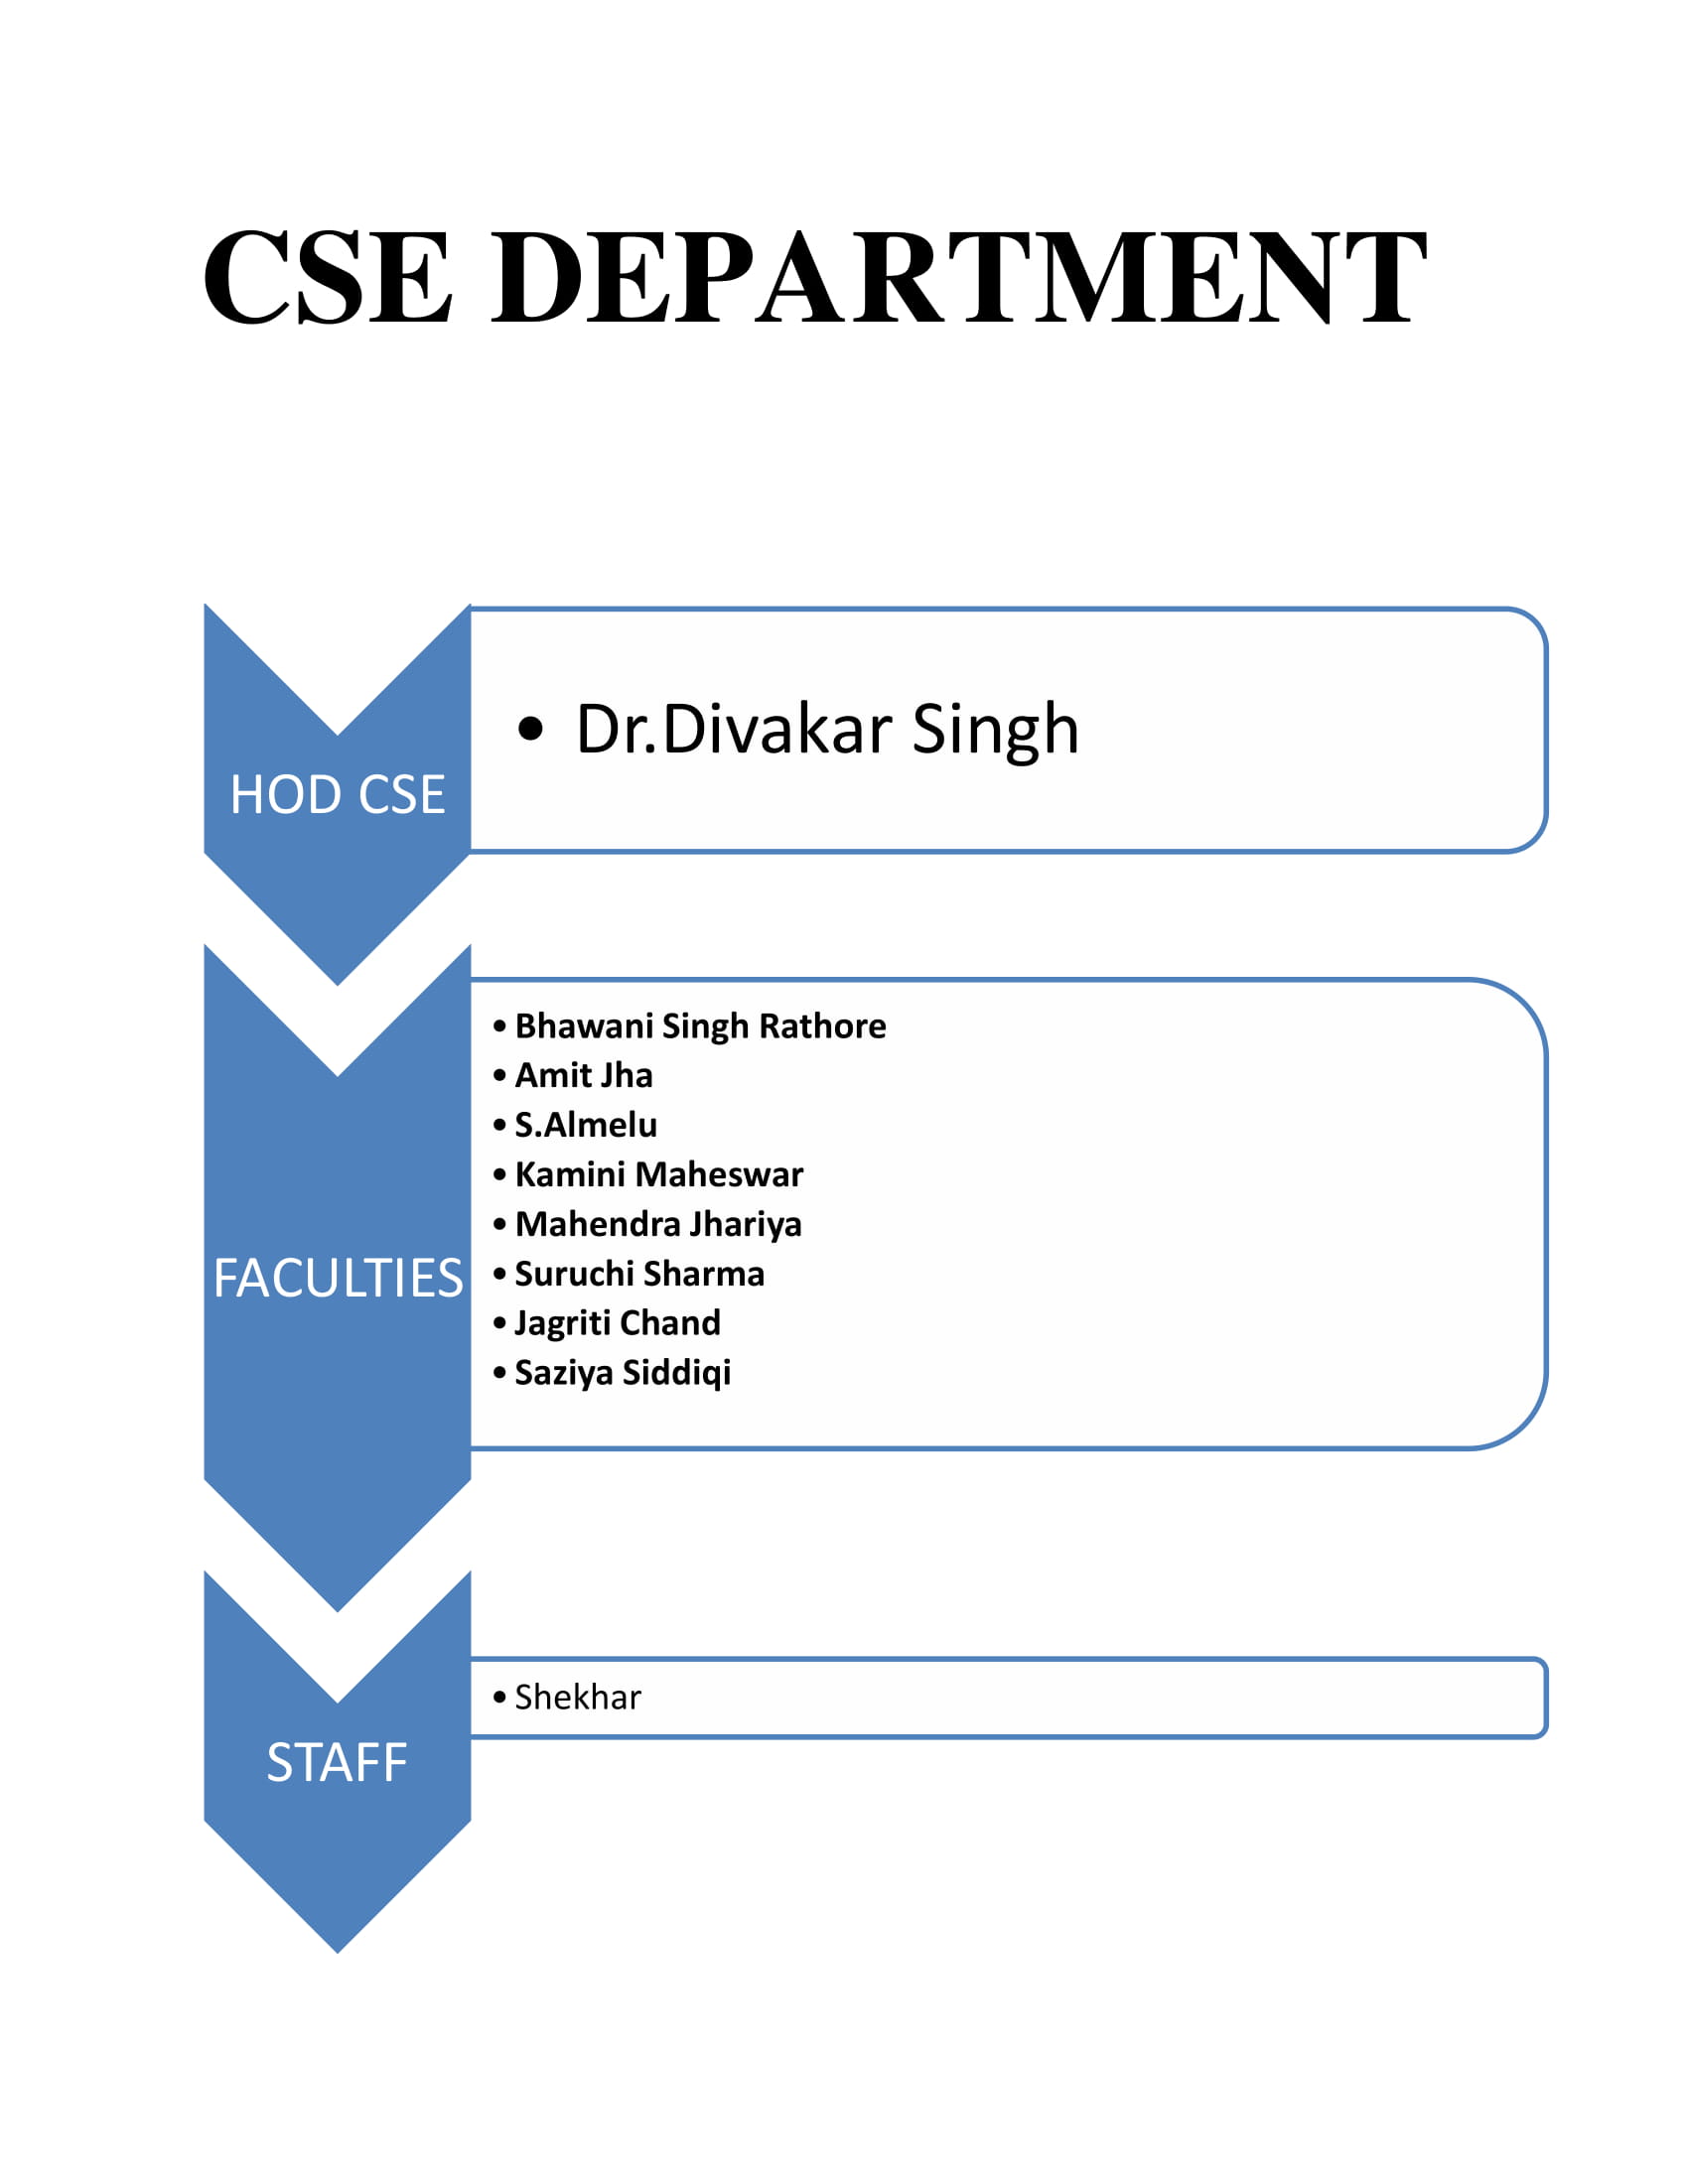 CSE DEPARTMENT
HOD CSE
• Dr.Divakar Singh
FACULTIES
• Bhawani Singh Rathore
• Amit Jha
• S.Almelu
• Kamini Maheswar
• Mahendra Jhariya
• Suruchi Sharma
• Jagriti Chand
• Saziya Siddiqi
STAFF
• Shekhar